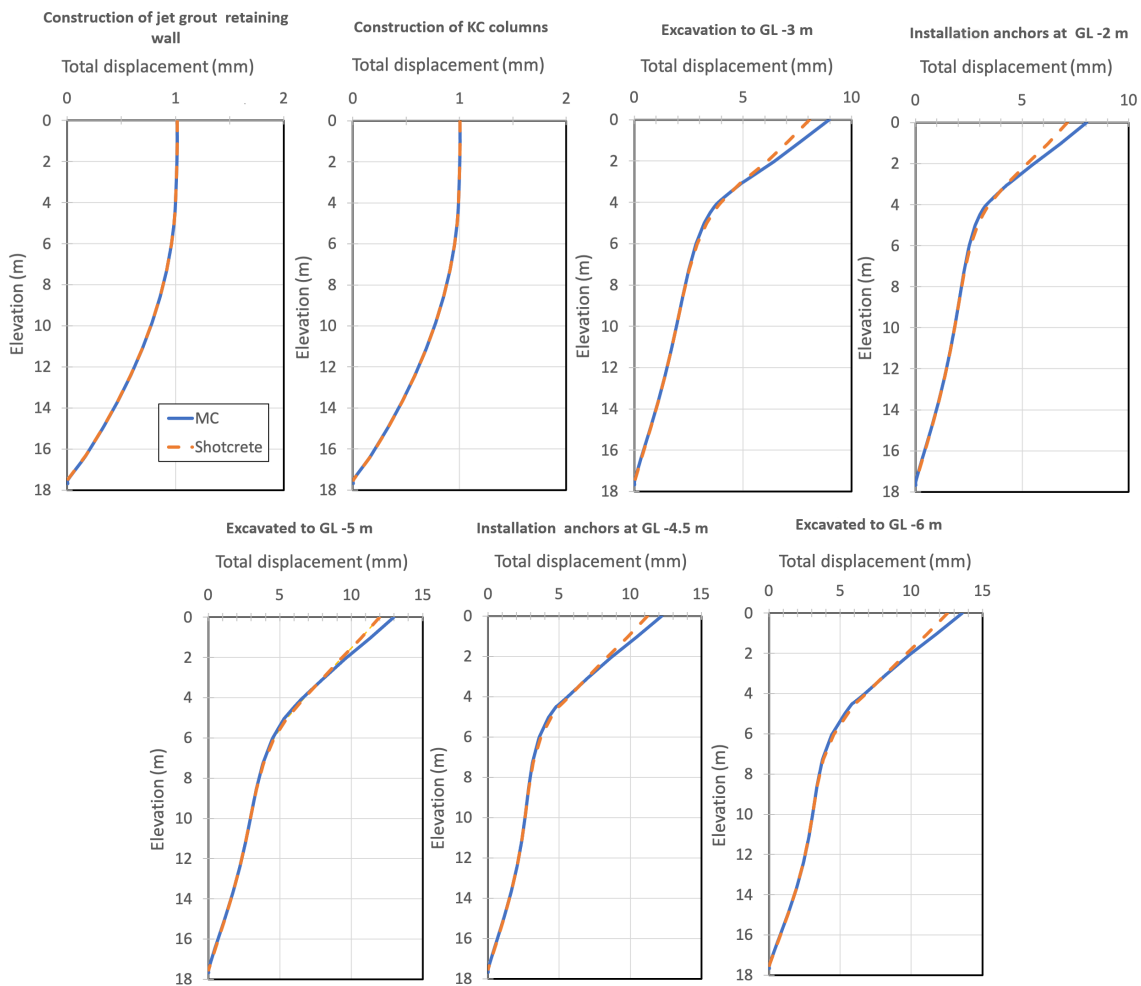 Construction of jet grout retaining
wall
Total displacement (mm)
0 1 2
0
2
4
6
8
10
12
14
16
18
Elevation (m)
MC
Shotcrete
Construction of KC columns
Total displacement (mm)
0 1 2
0
2
4
6
8
10
12
14
16
18
Elevation (m)
Excavation to GL -3 m
Total displacement (mm)
0 5 10
0
2
4
6
8
10
12
14
16
18
Elevation (m)
Installation anchors at GL -2 m
Total displacement (mm)
0 5 10
0
2
4
6
8
10
12
14
16
18
Elevation (m)
Excavated to GL -5 m
Total displacement (mm)
0 5 10 15
0
2
4
6
8
10
12
14
16
18
Elevation (m)
Installation anchors at GL -4.5 m
Total displacement (mm)
0 5 10 15
0
2
4
6
8
10
12
14
16
18
Elevation (m)
Excavated to GL -6 m
Total displacement (mm)
0 5 10 15
0
2
4
6
8
10
12
14
16
18
Elevation (m)